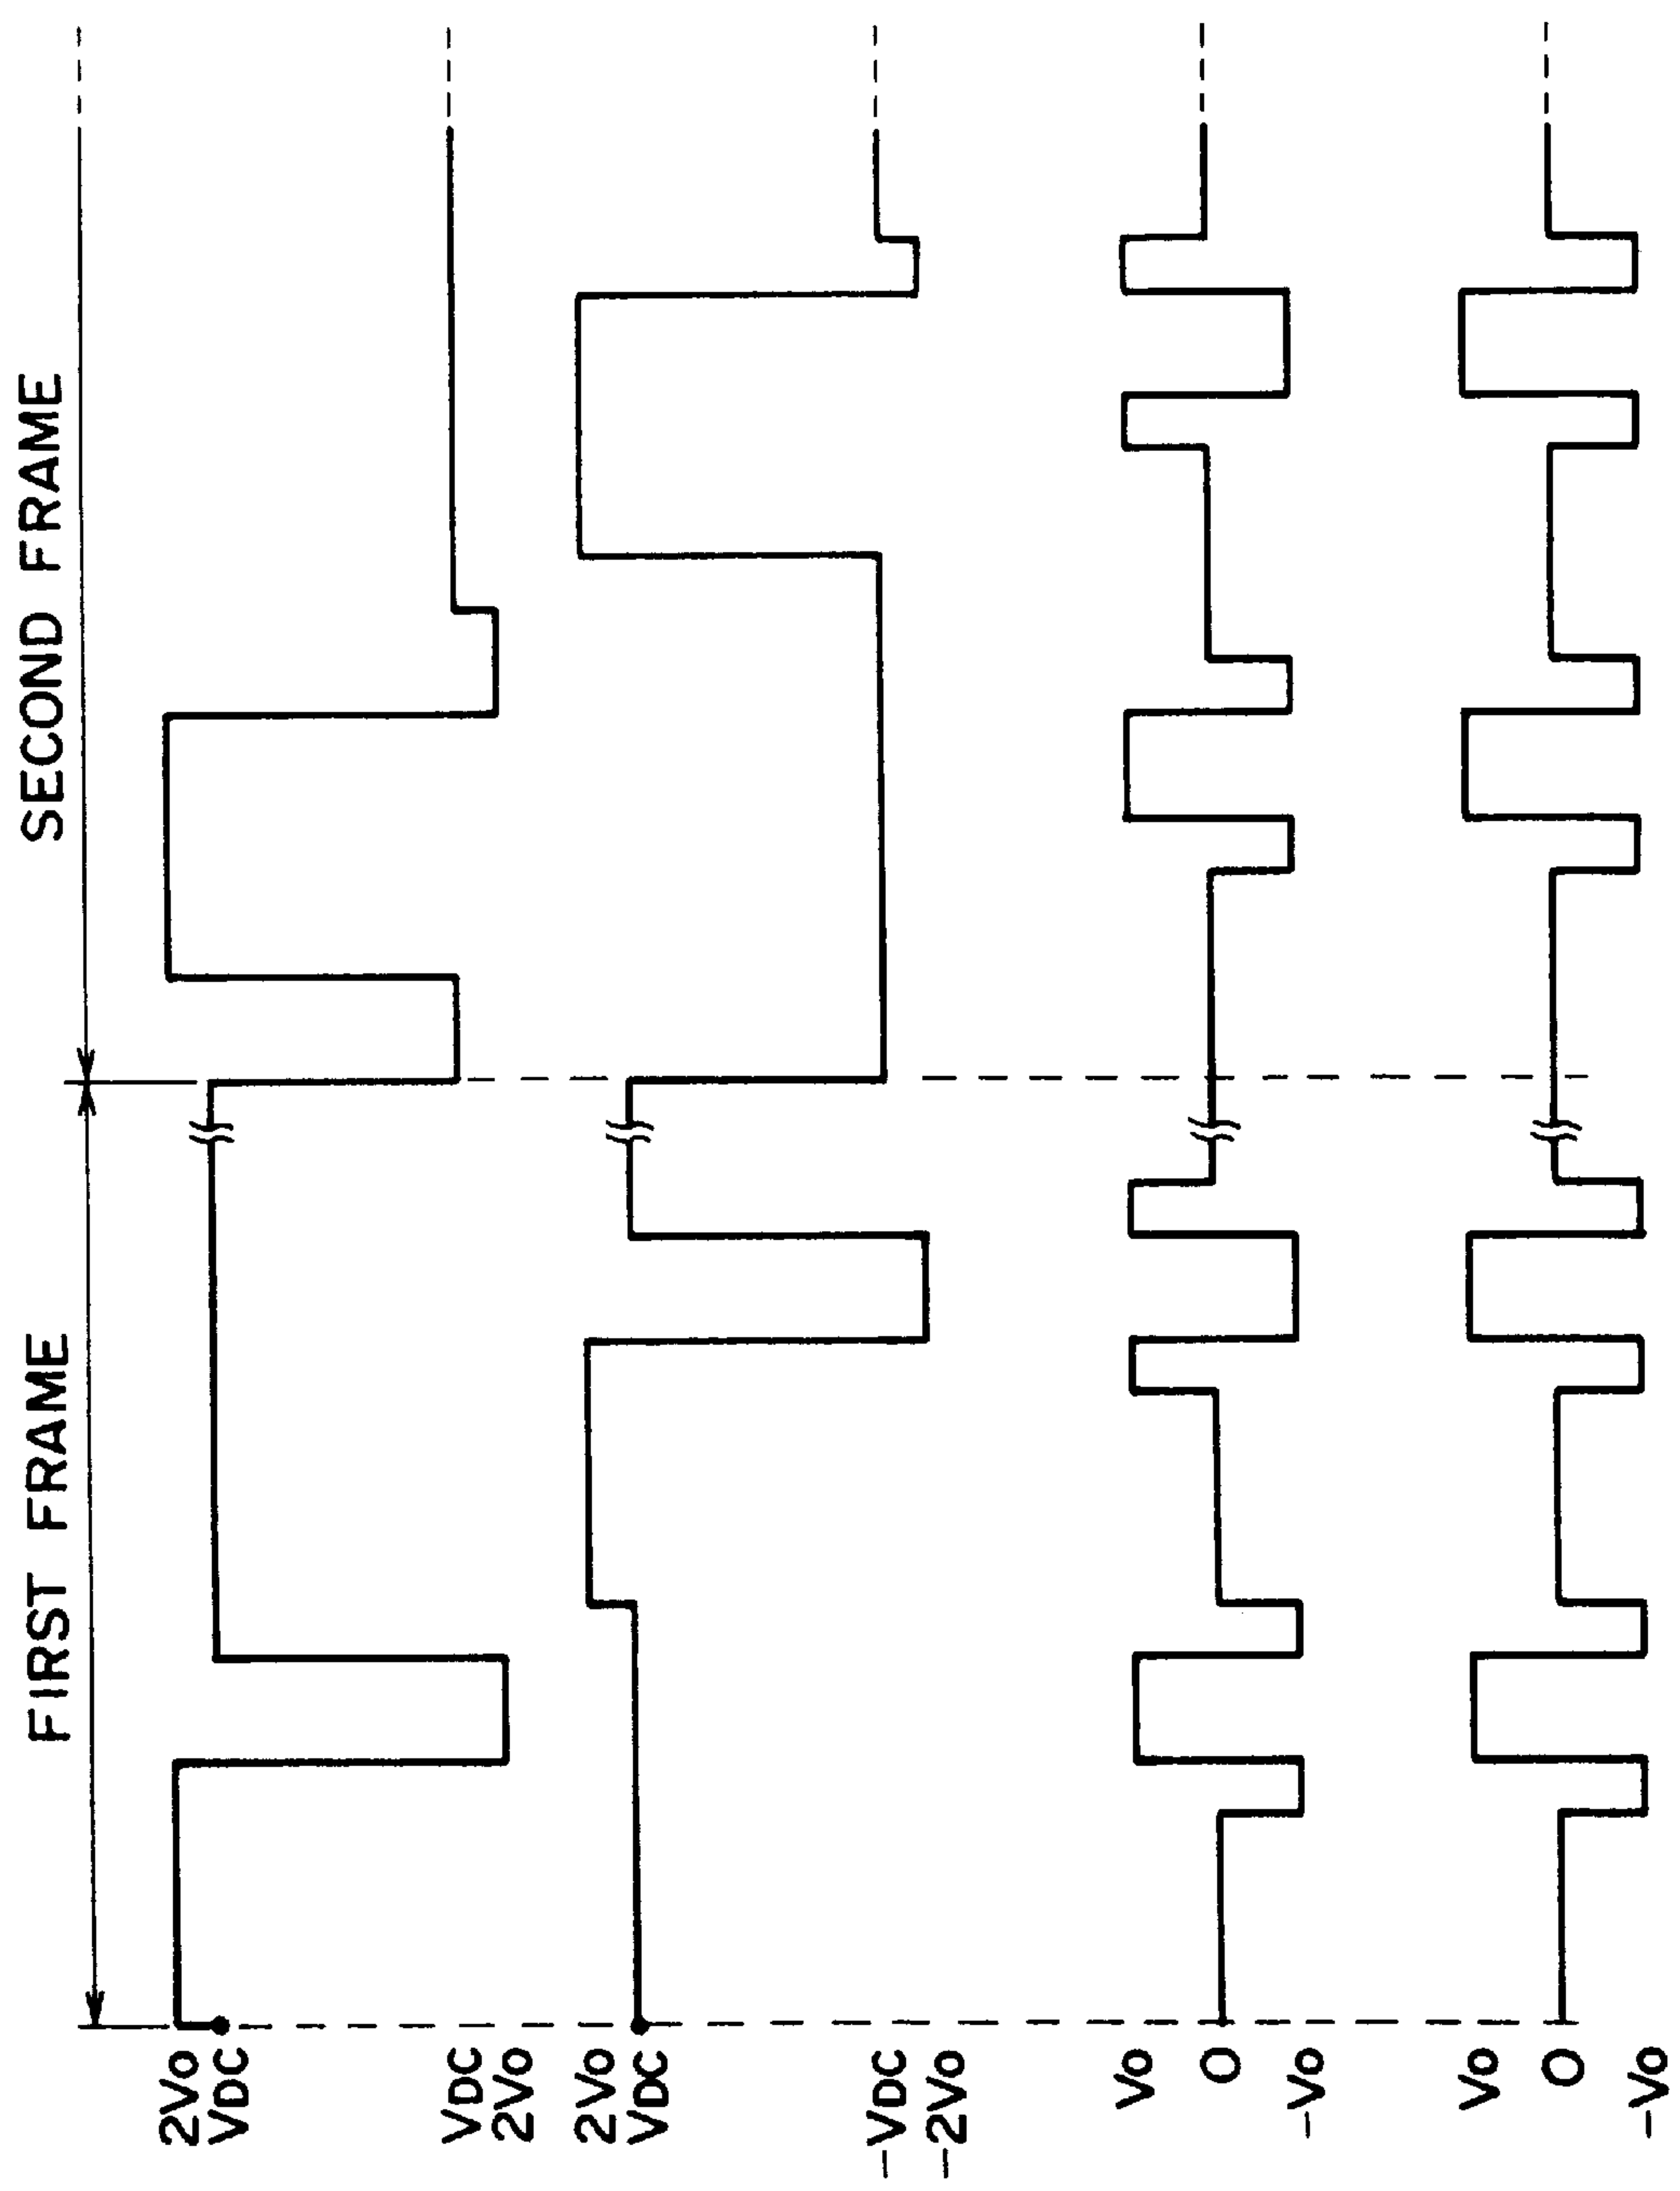 FIRST FRAME
SECOND FRAME
2Vo
VDC
VDC
2Vo
2Vo
VDC
-VDC
-2Vo
Vo
O
-Vo
Vo
O
-Vo